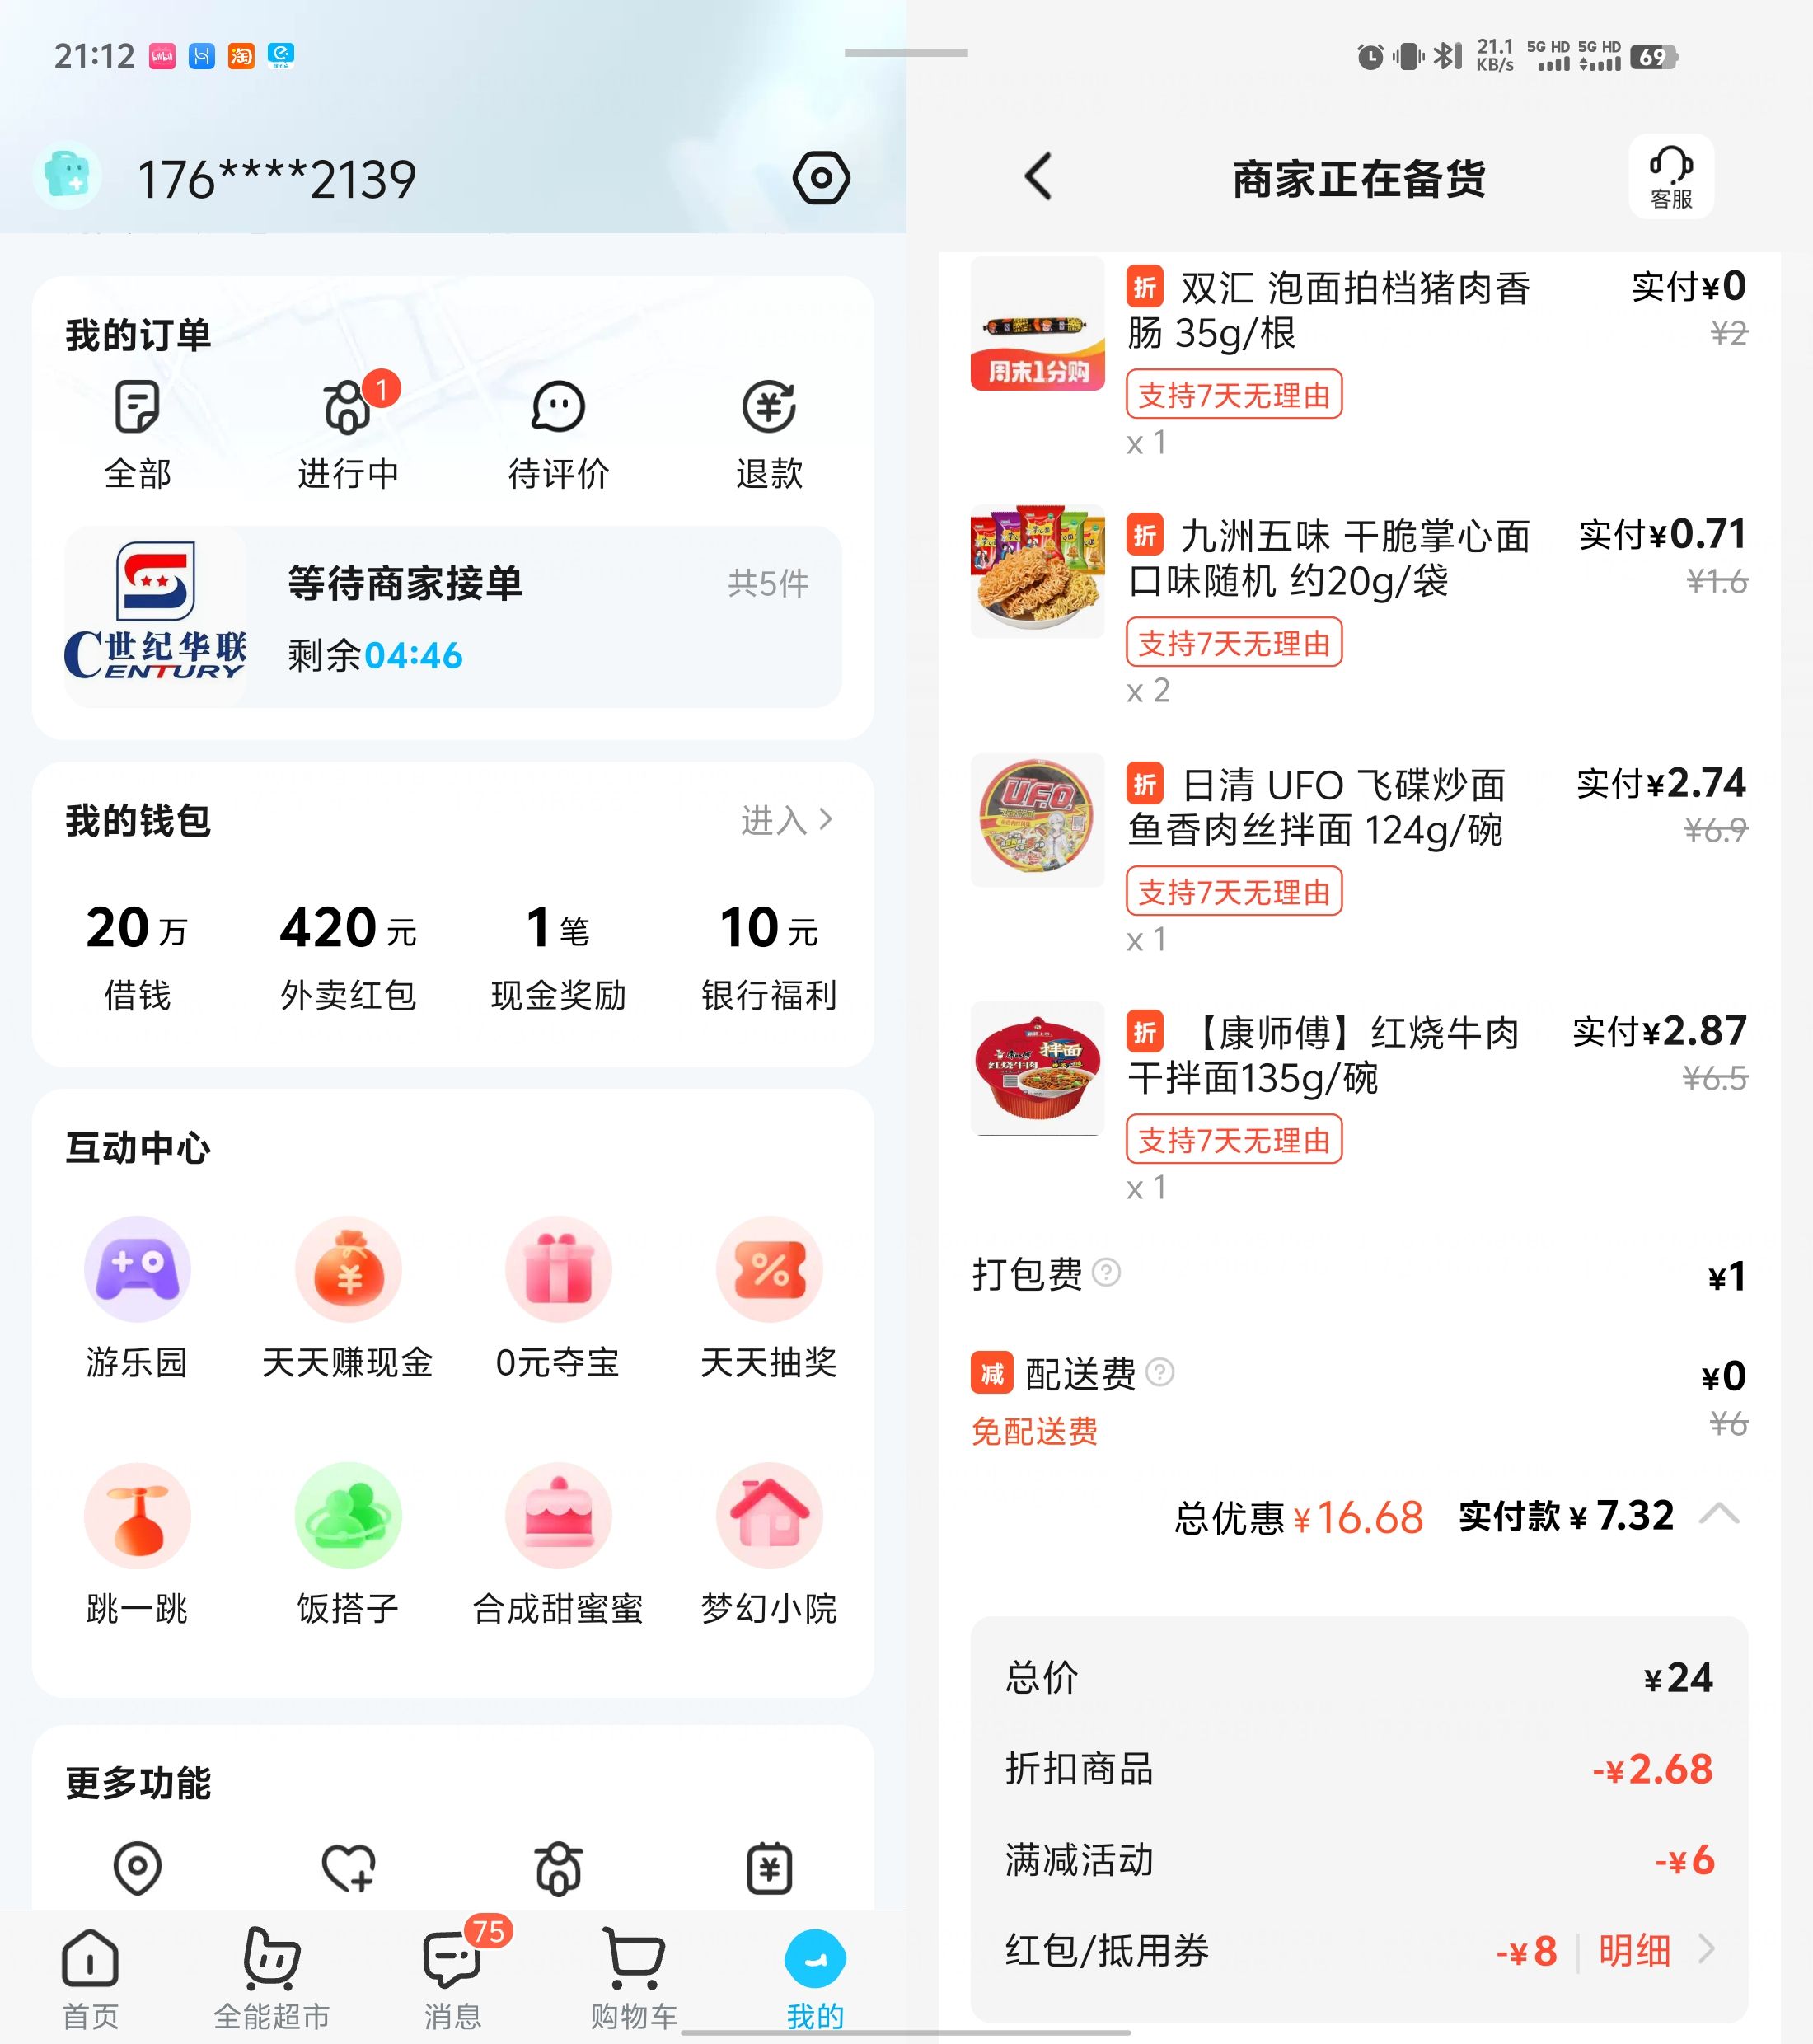 21:12
bilibili
淘
176****2139
我的订单
1
全部
进行中
待评价
退款
世纪华联
CENTURY
等待商家接单
共5件
剩余04:46
我的钱包
进入
20 万
420 元
1 笔
10 元
借钱
外卖红包
现金奖励
银行福利
互动中心
游乐园
天天赚现金
0元夺宝
天天抽奖
跳一跳
饭搭子
合成甜蜜蜜
梦幻小院
更多功能
75
首页
全能超市
消息
购物车
我的
21.1
KB/s
5G HD 5G HD
69
商家正在备货
客服
周末1分购
折 双汇 泡面拍档猪肉香
肠 35g/根
实付¥0
¥2
支持7天无理由
x 1
折 九洲五味 干脆掌心面
口味随机 约20g/袋
实付¥0.71
¥1.6
支持7天无理由
x 2
U.F.O
折 日清 UFO 飞碟炒面
鱼香肉丝拌面 124g/碗
实付¥2.74
¥6.9
支持7天无理由
x 1
拌面
红烧牛肉
折 【康师傅】红烧牛肉
干拌面135g/碗
实付¥2.87
¥6.5
支持7天无理由
x 1
打包费 ?
¥1
减 配送费 ?
¥0
免配送费
¥6
总优惠 ¥16.68 实付款 ¥ 7.32
总价
¥24
折扣商品
-¥2.68
满减活动
-¥6
红包/抵用券
-¥8 明细